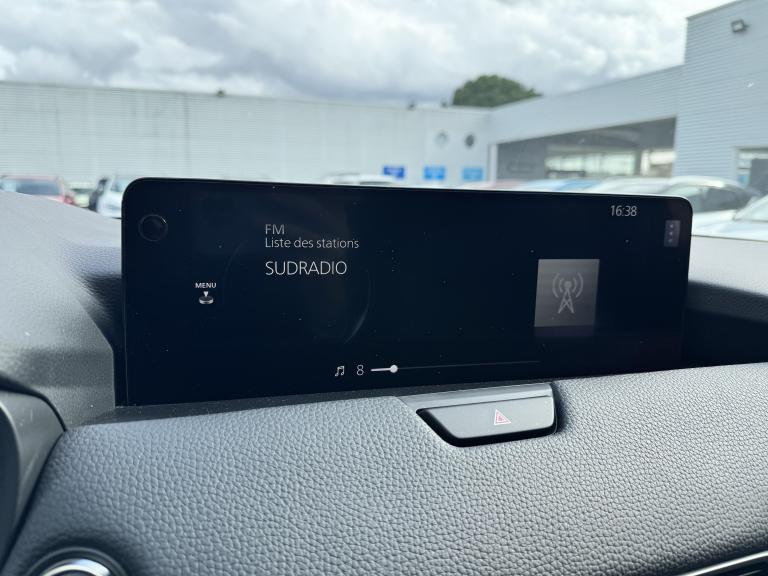 16:38
FM
Liste des stations
SUDRADIO
MENU
8